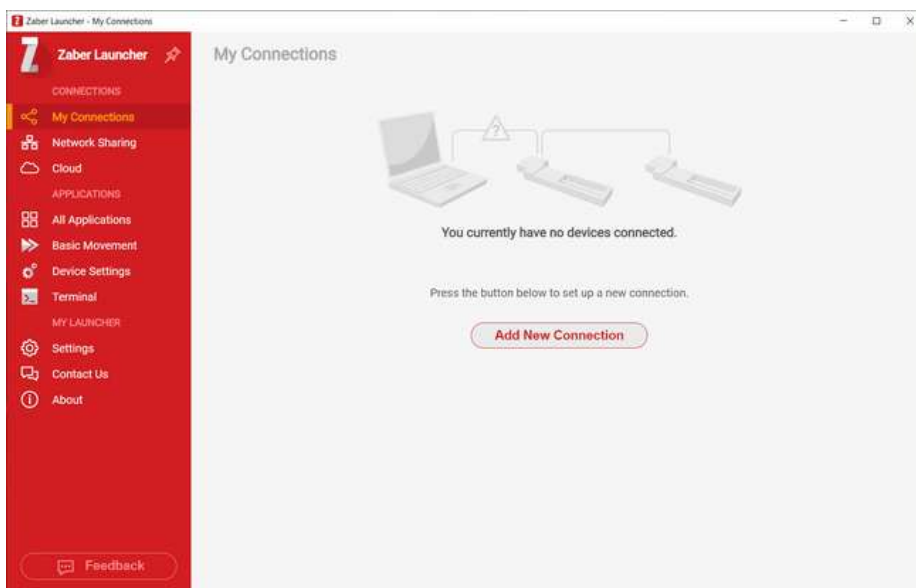 Zaber Launcher - My Connections
Zaber Launcher
My Connections
CONNECTIONS
My Connections
Network Sharing
Cloud
APPLICATIONS
All Applications
Basic Movement
Device Settings
Terminal
MY LAUNCHER
Settings
Contact Us
About
Feedback
?
You currently have no devices connected.
Press the button below to set up a new connection.
Add New Connection